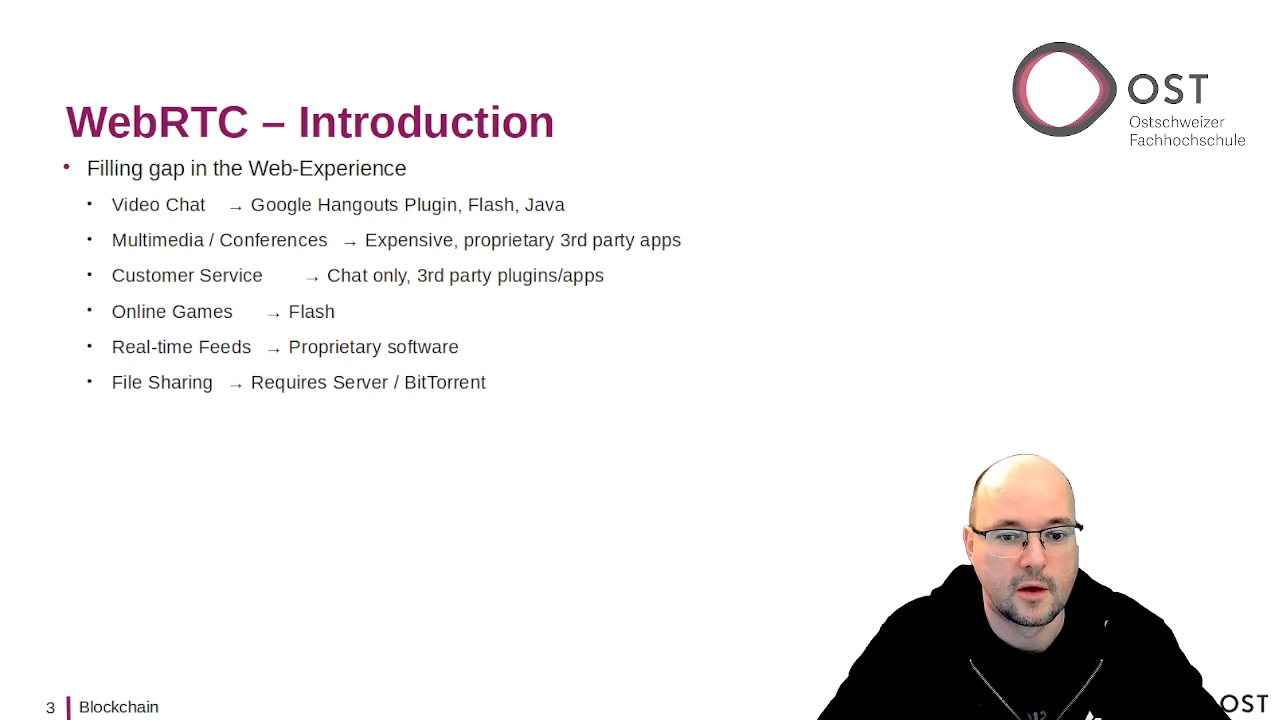 OST
Ostschweizer
Fachhochschule
WebRTC – Introduction
• Filling gap in the Web-Experience
• Video Chat → Google Hangouts Plugin, Flash, Java
• Multimedia / Conferences → Expensive, proprietary 3rd party apps
• Customer Service → Chat only, 3rd party plugins/apps
• Online Games → Flash
• Real-time Feeds → Proprietary software
• File Sharing → Requires Server / BitTorrent
3 Blockchain
OST